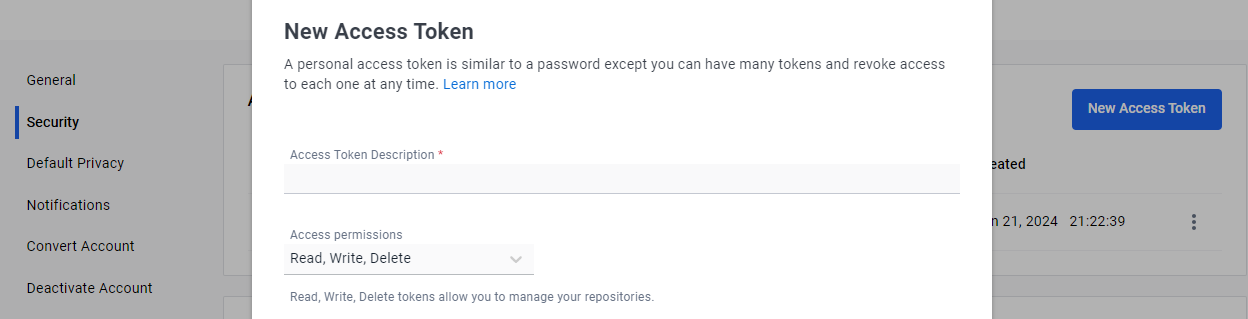 New Access Token
A personal access token is similar to a password except you can have many tokens and revoke access
to each one at any time. Learn more
Access Token Description *
Access permissions
Read, Write, Delete
Read, Write, Delete tokens allow you to manage your repositories.
General
Security
Default Privacy
Notifications
Convert Account
Deactivate Account
New Access Token
21, 2024 21:22:39